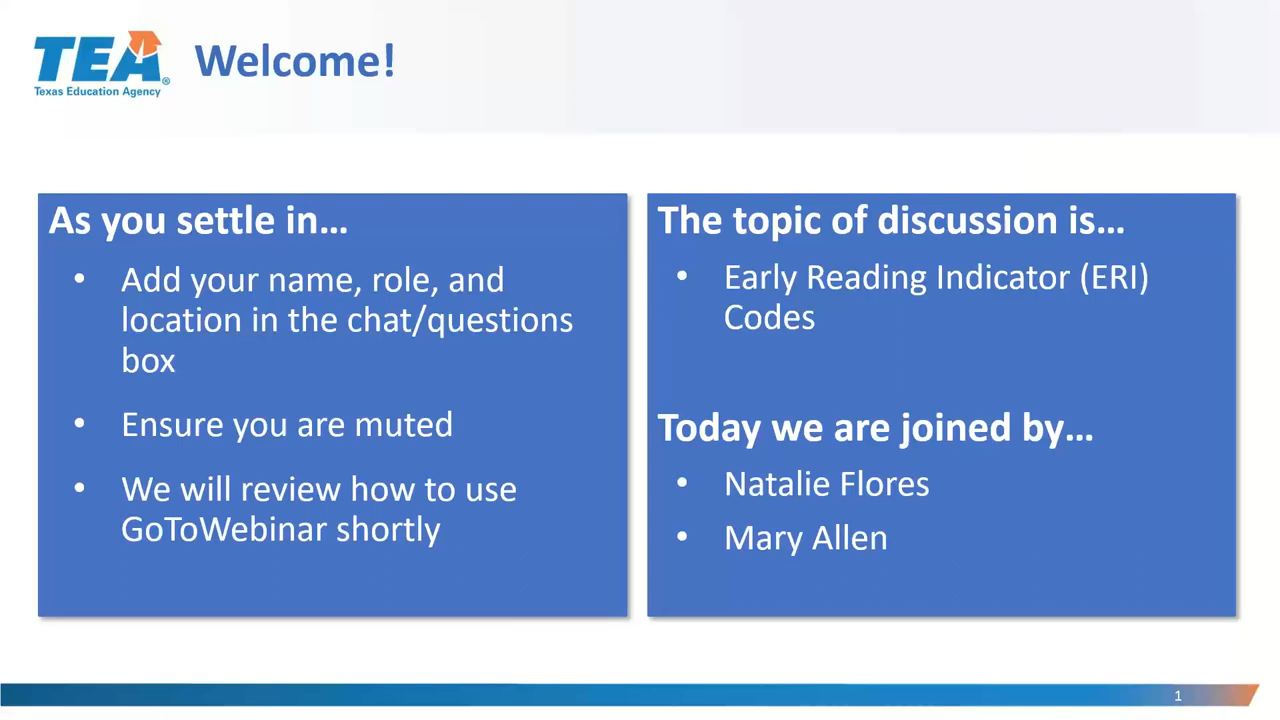 TEA®
Texas Education Agency
Welcome!
As you settle in…
• Add your name, role, and
location in the chat/questions
box
• Ensure you are muted
• We will review how to use
GoToWebinar shortly
The topic of discussion is…
• Early Reading Indicator (ERI)
Codes
Today we are joined by…
• Natalie Flores
• Mary Allen
1